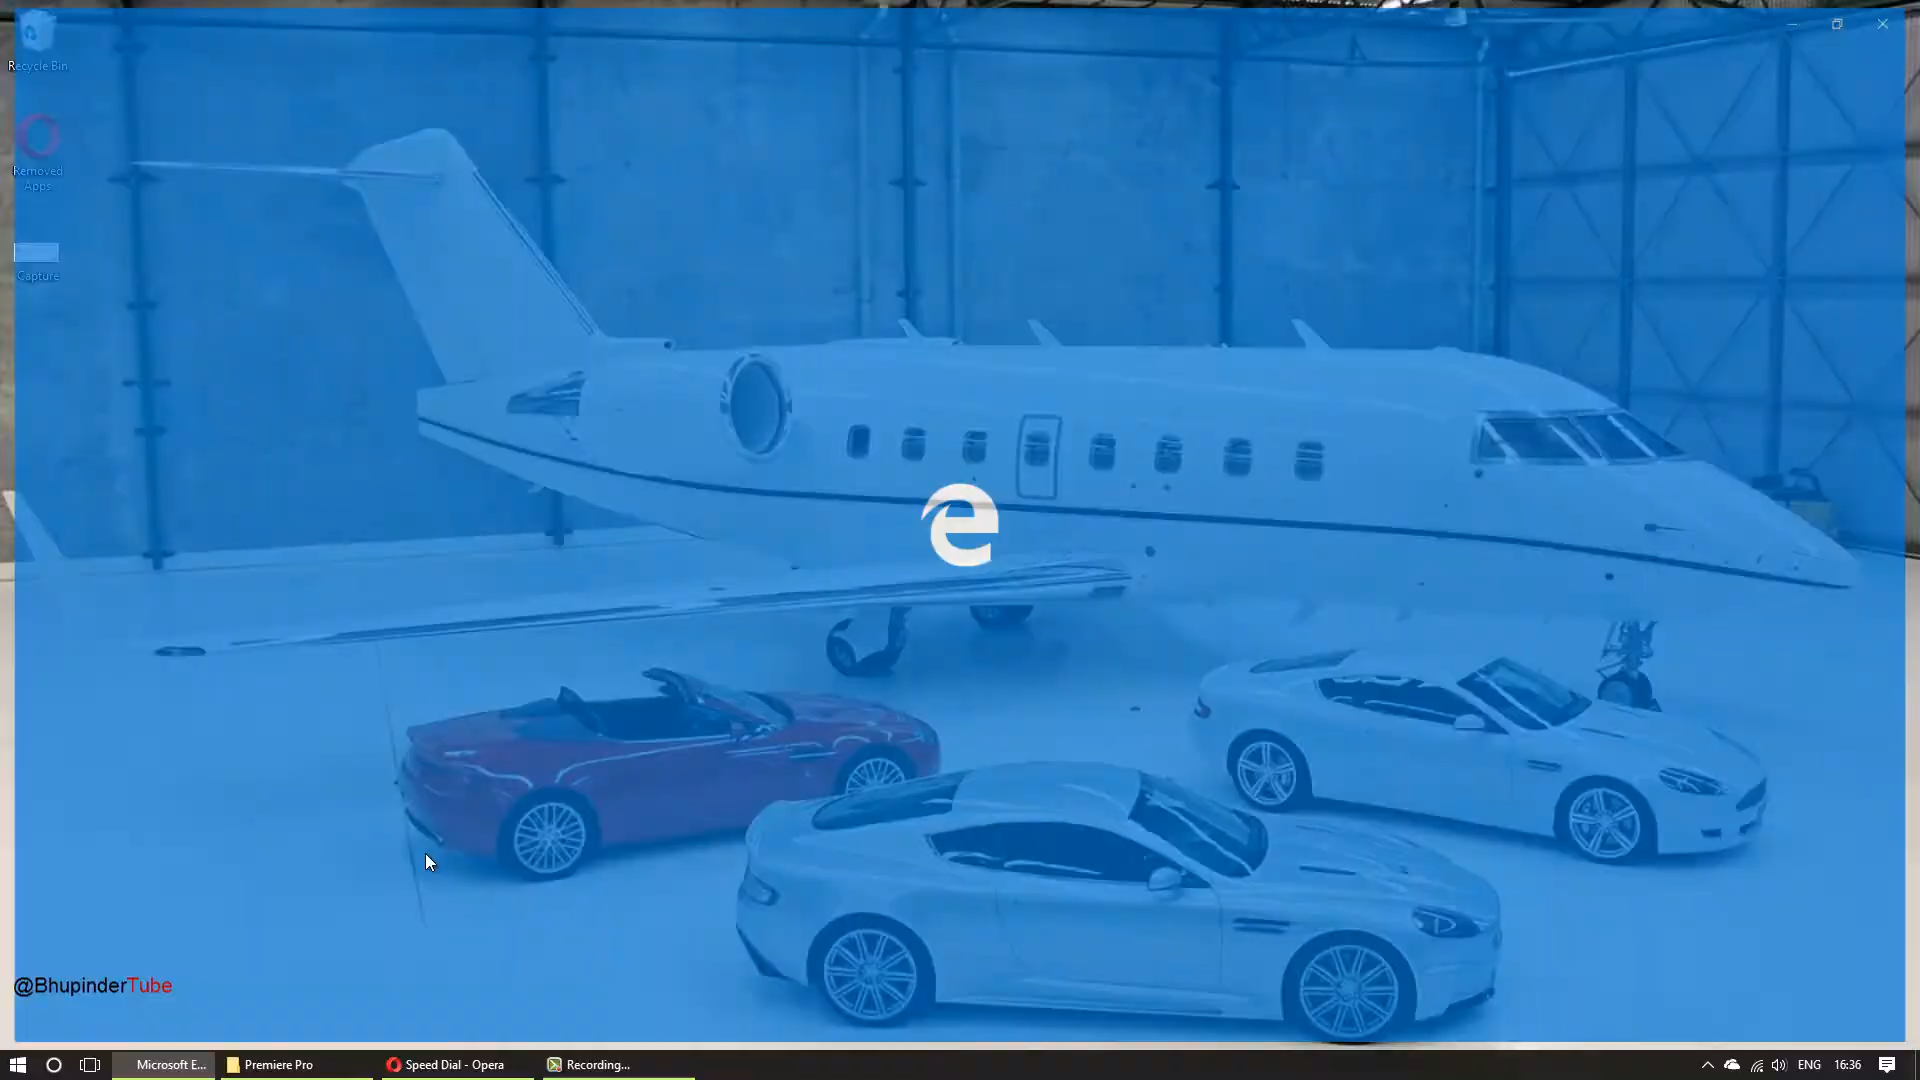 Recycle Bin
Removed
Apps
Capture
@BhupinderTube
Microsoft E...
Premiere Pro
Speed Dial - Opera
Recording...
ENG
16:36